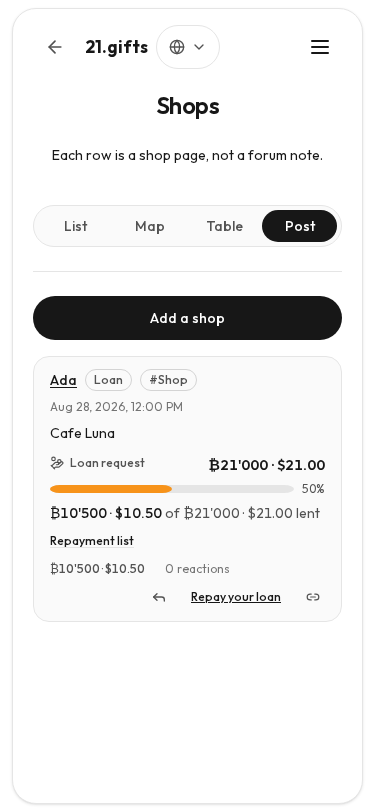 21.gifts
Shops
Each row is a shop page, not a forum note.
List Map Table Post
Add a shop
Ada Loan #Shop
Aug 28, 2026, 12:00 PM
Cafe Luna
Loan request ₿21'000 · $21.00
50%
₿10'500 · $10.50 of ₿21'000 · $21.00 lent
Repayment list
₿10'500 · $10.50 0 reactions
Repay your loan